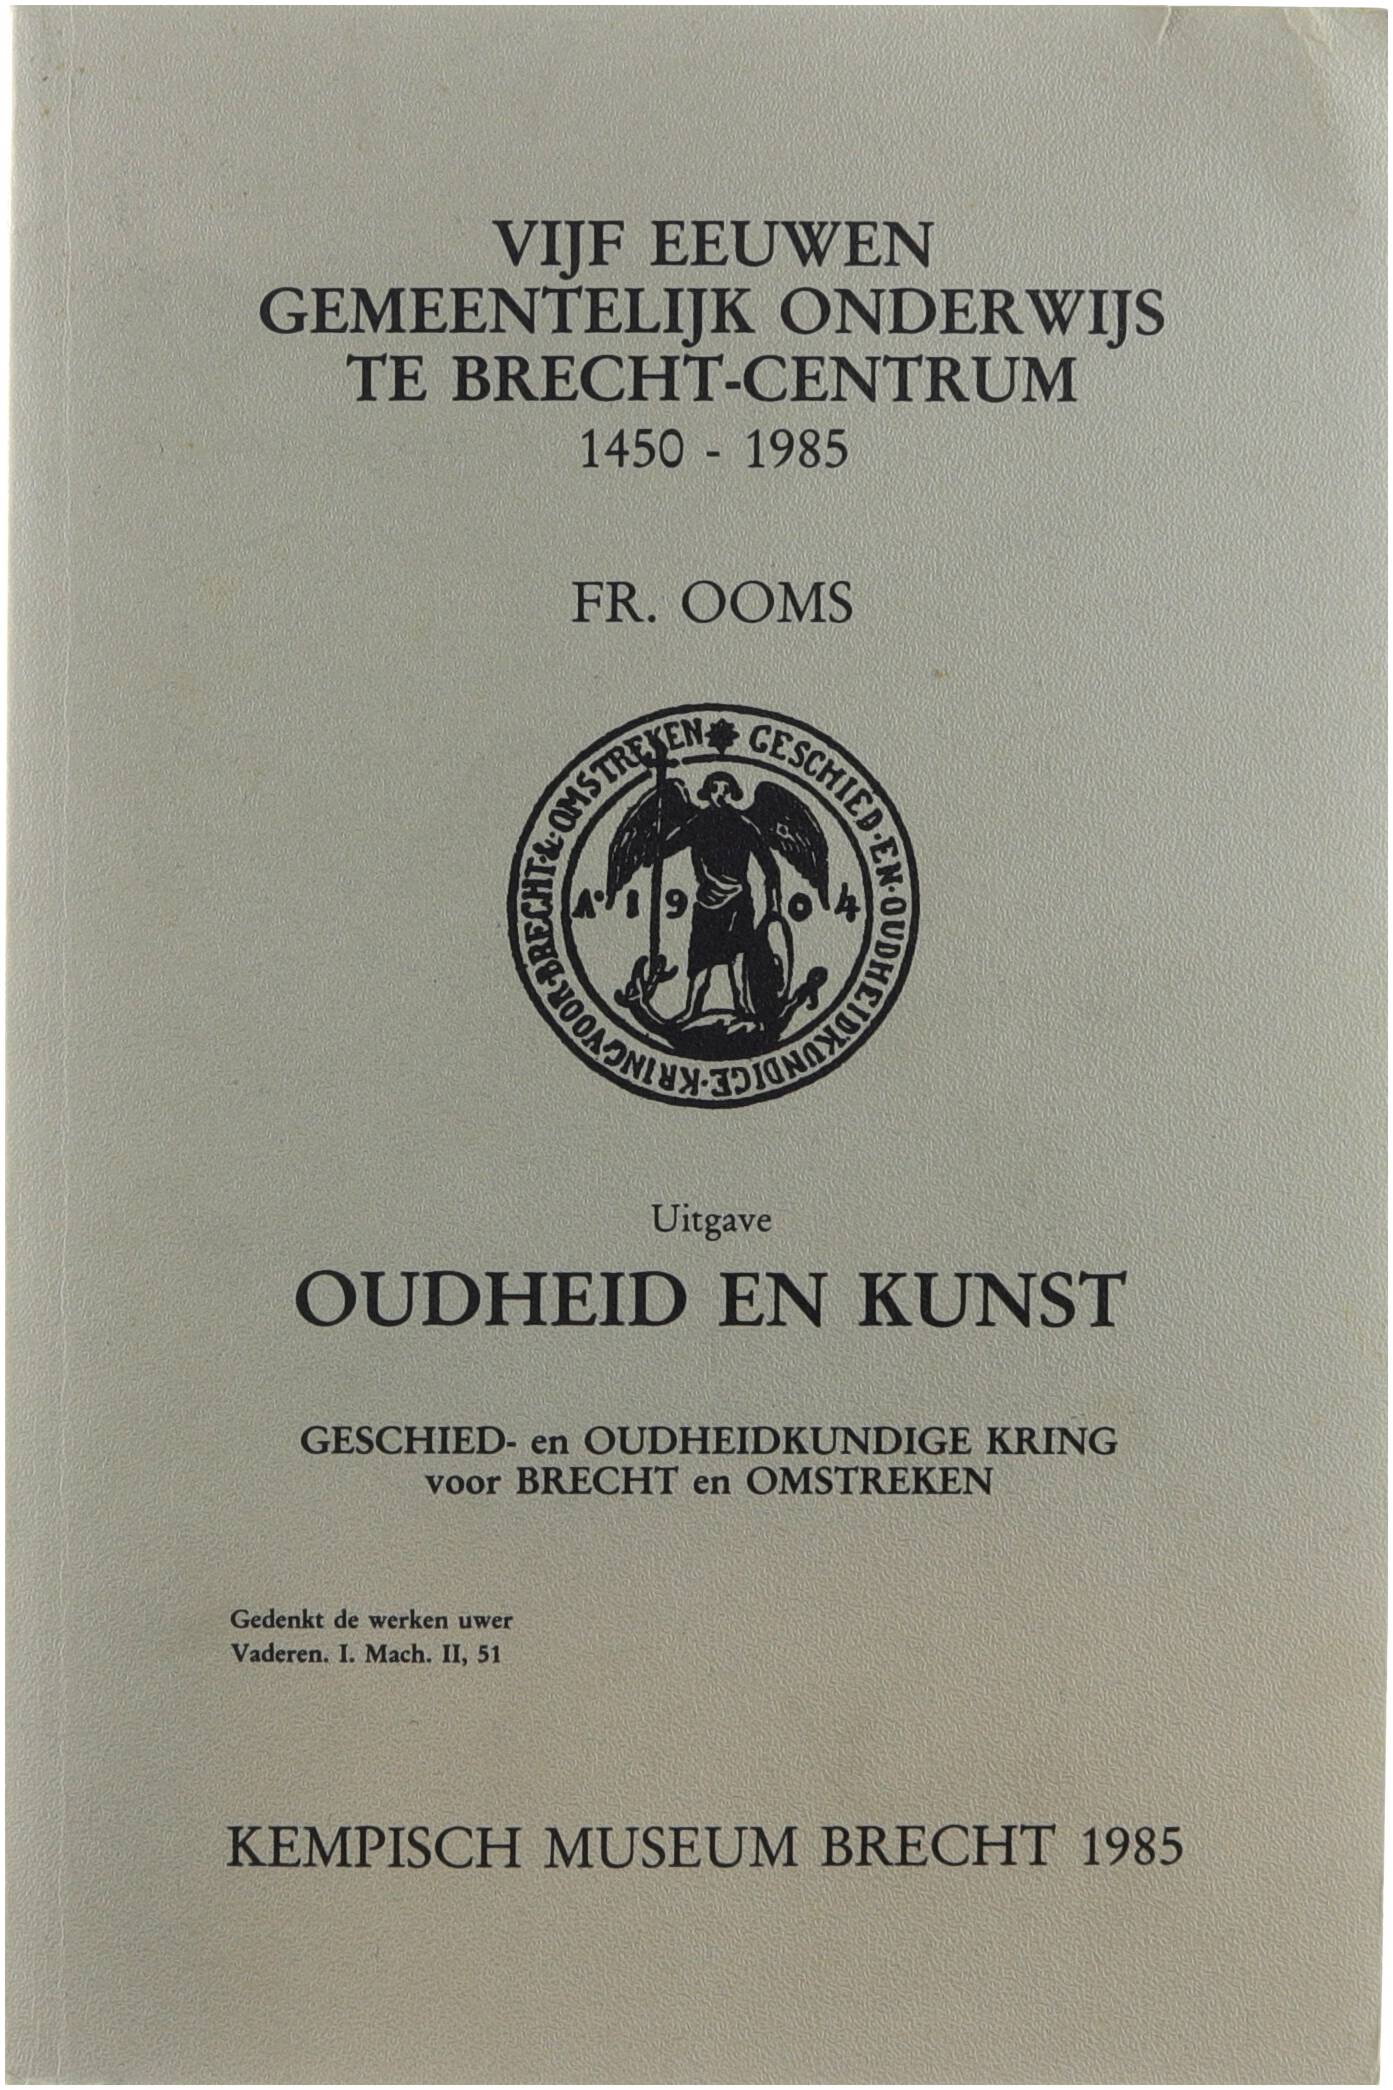 VIJF EEUWEN
GEMEENTELIJK ONDERWIJS
TE BRECHT-CENTRUM
1450 - 1985
FR. OOMS
GESCHIED·EN·OUDHEIDKUNDIGE·KRING VOOR·BRECHT·&·OMSTREKEN
A° 1904
Uitgave
OUDHEID EN KUNST
GESCHIED- en OUDHEIDKUNDIGE KRING
voor BRECHT en OMSTREKEN
Gedenkt de werken uwer
Vaderen. I. Mach. II, 51
KEMPISCH MUSEUM BRECHT 1985